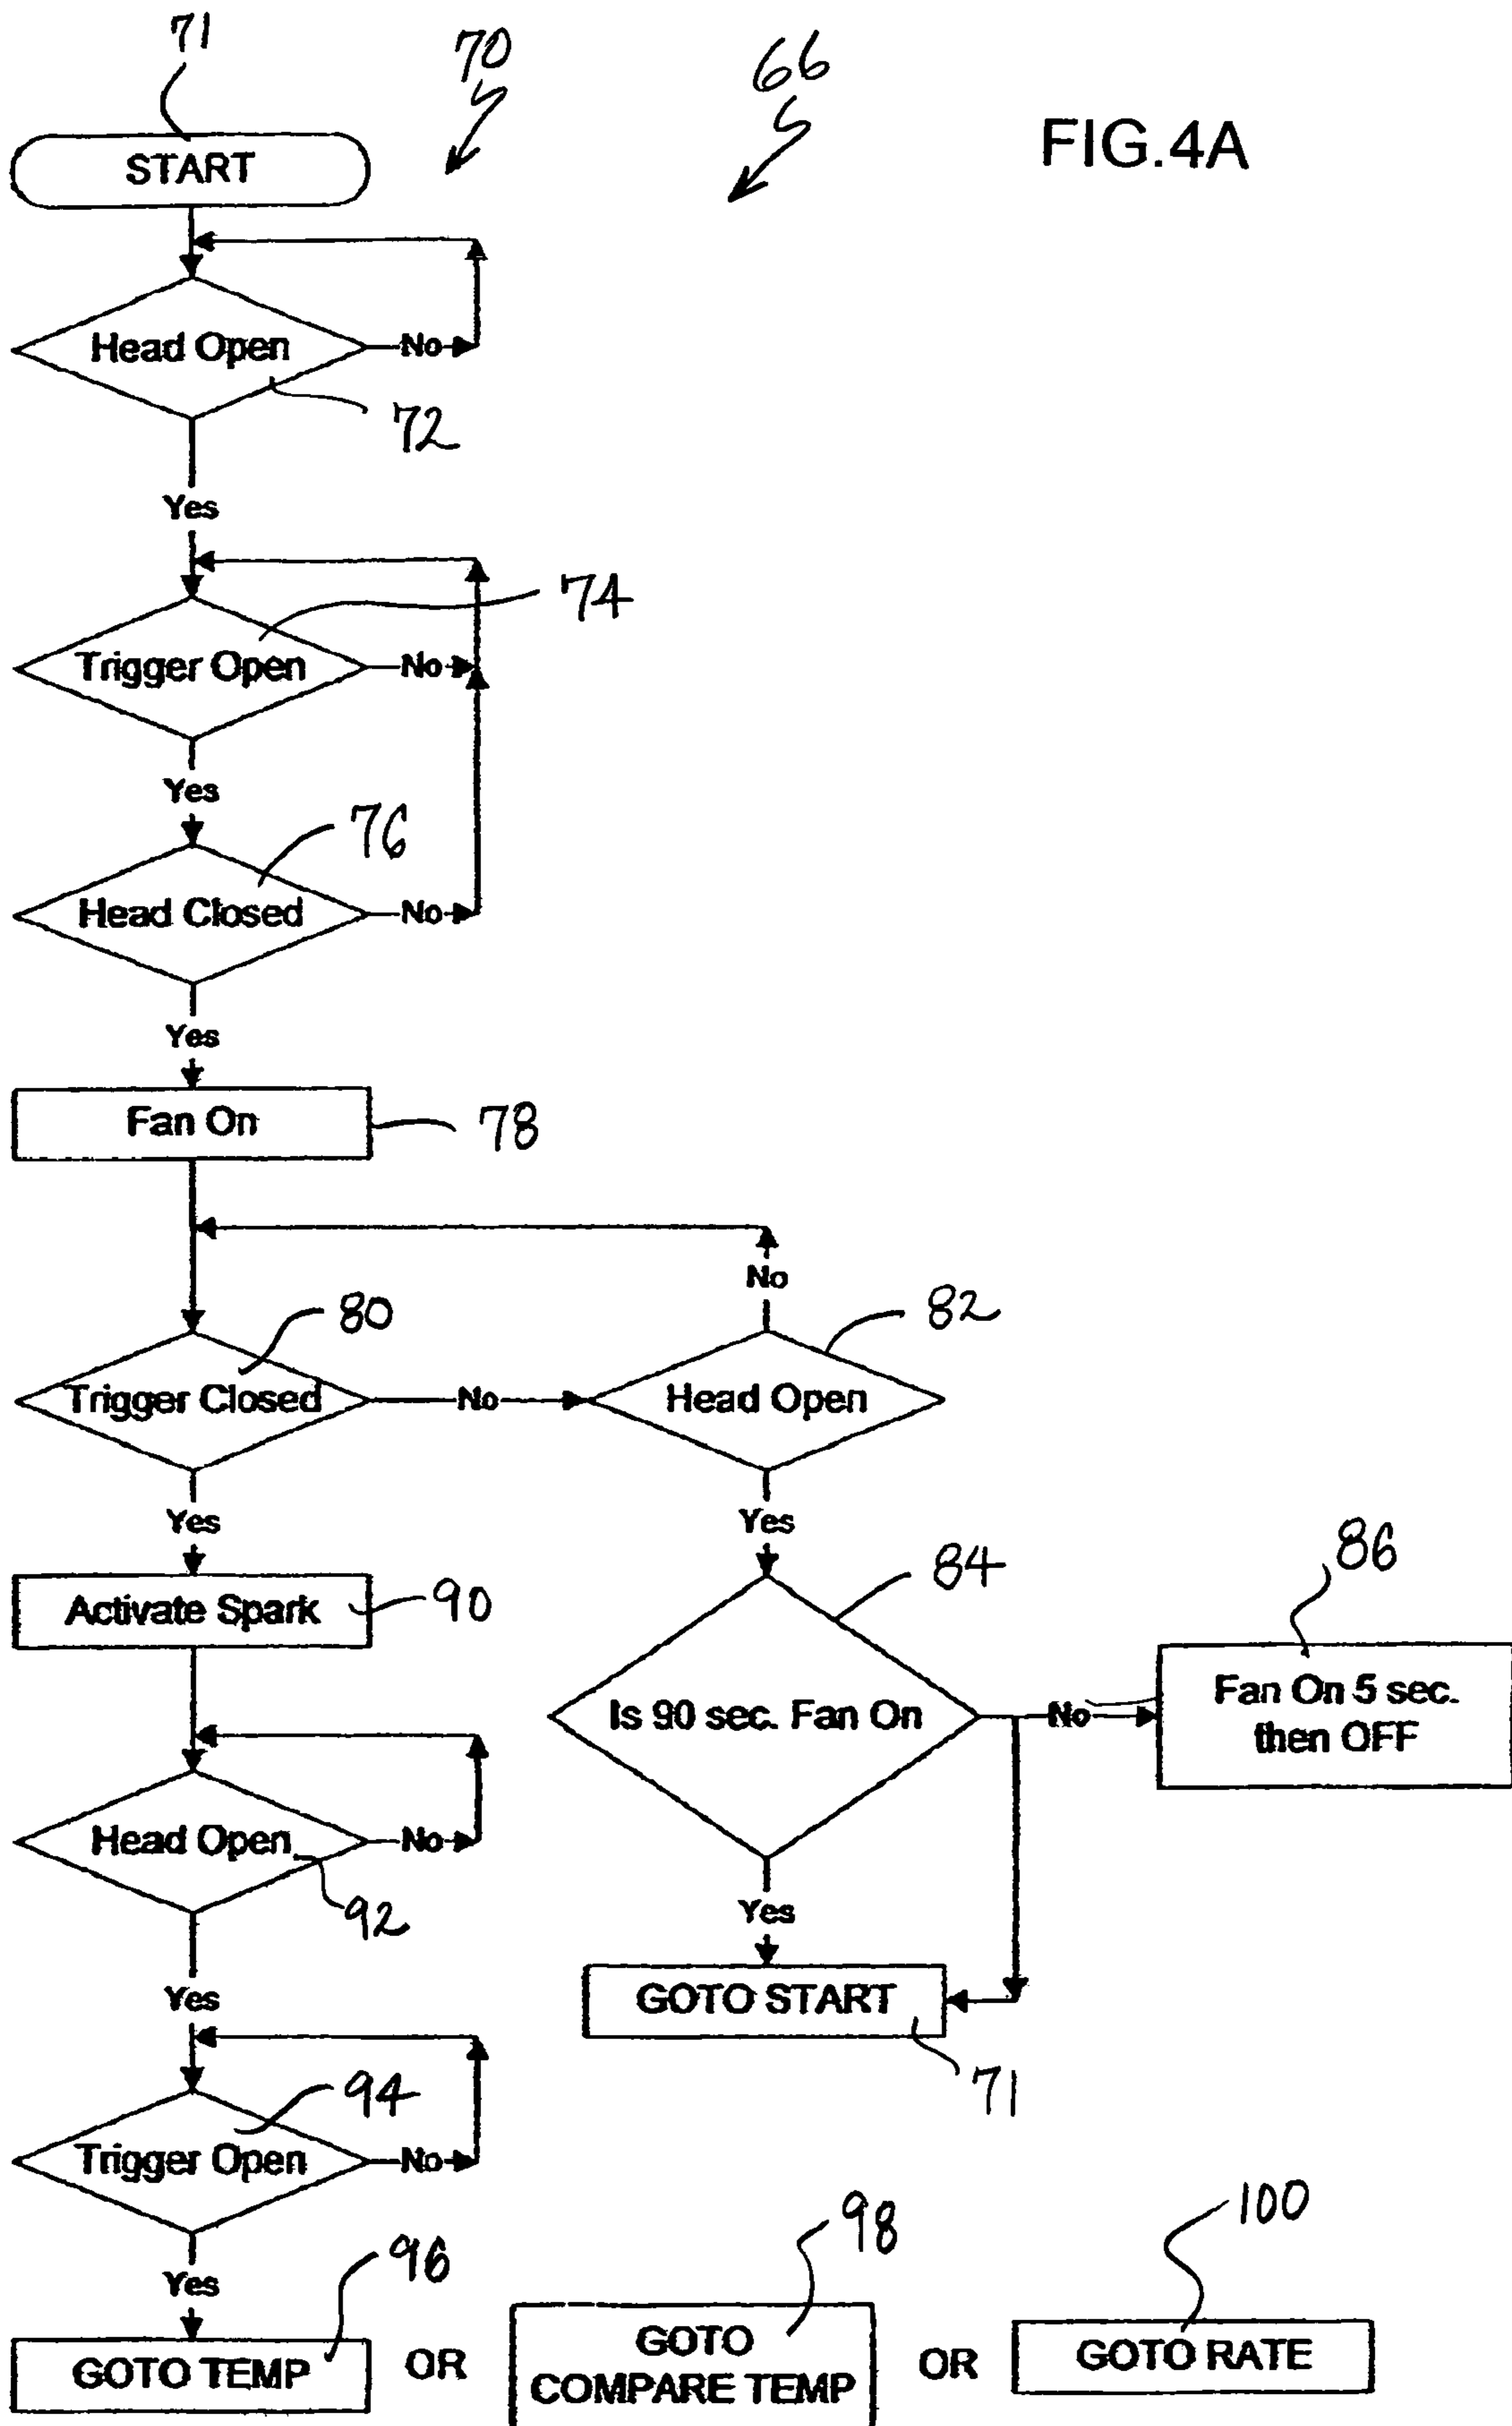 71
70
66
FIG.4A
START
Head Open
No
72
Yes
74
Trigger Open
No
Yes
76
Head Closed
No
Yes
Fan On
78
No
80
82
Trigger Closed
No
Head Open
Yes
Yes
84
86
Activate Spark
90
Is 90 sec. Fan On
No
Fan On 5 sec.
then OFF
Head Open
No
92
Yes
Yes
GOTO START
71
94
Trigger Open
No
Yes
96
98
100
GOTO TEMP
OR
GOTO
COMPARE TEMP
OR
GOTO RATE